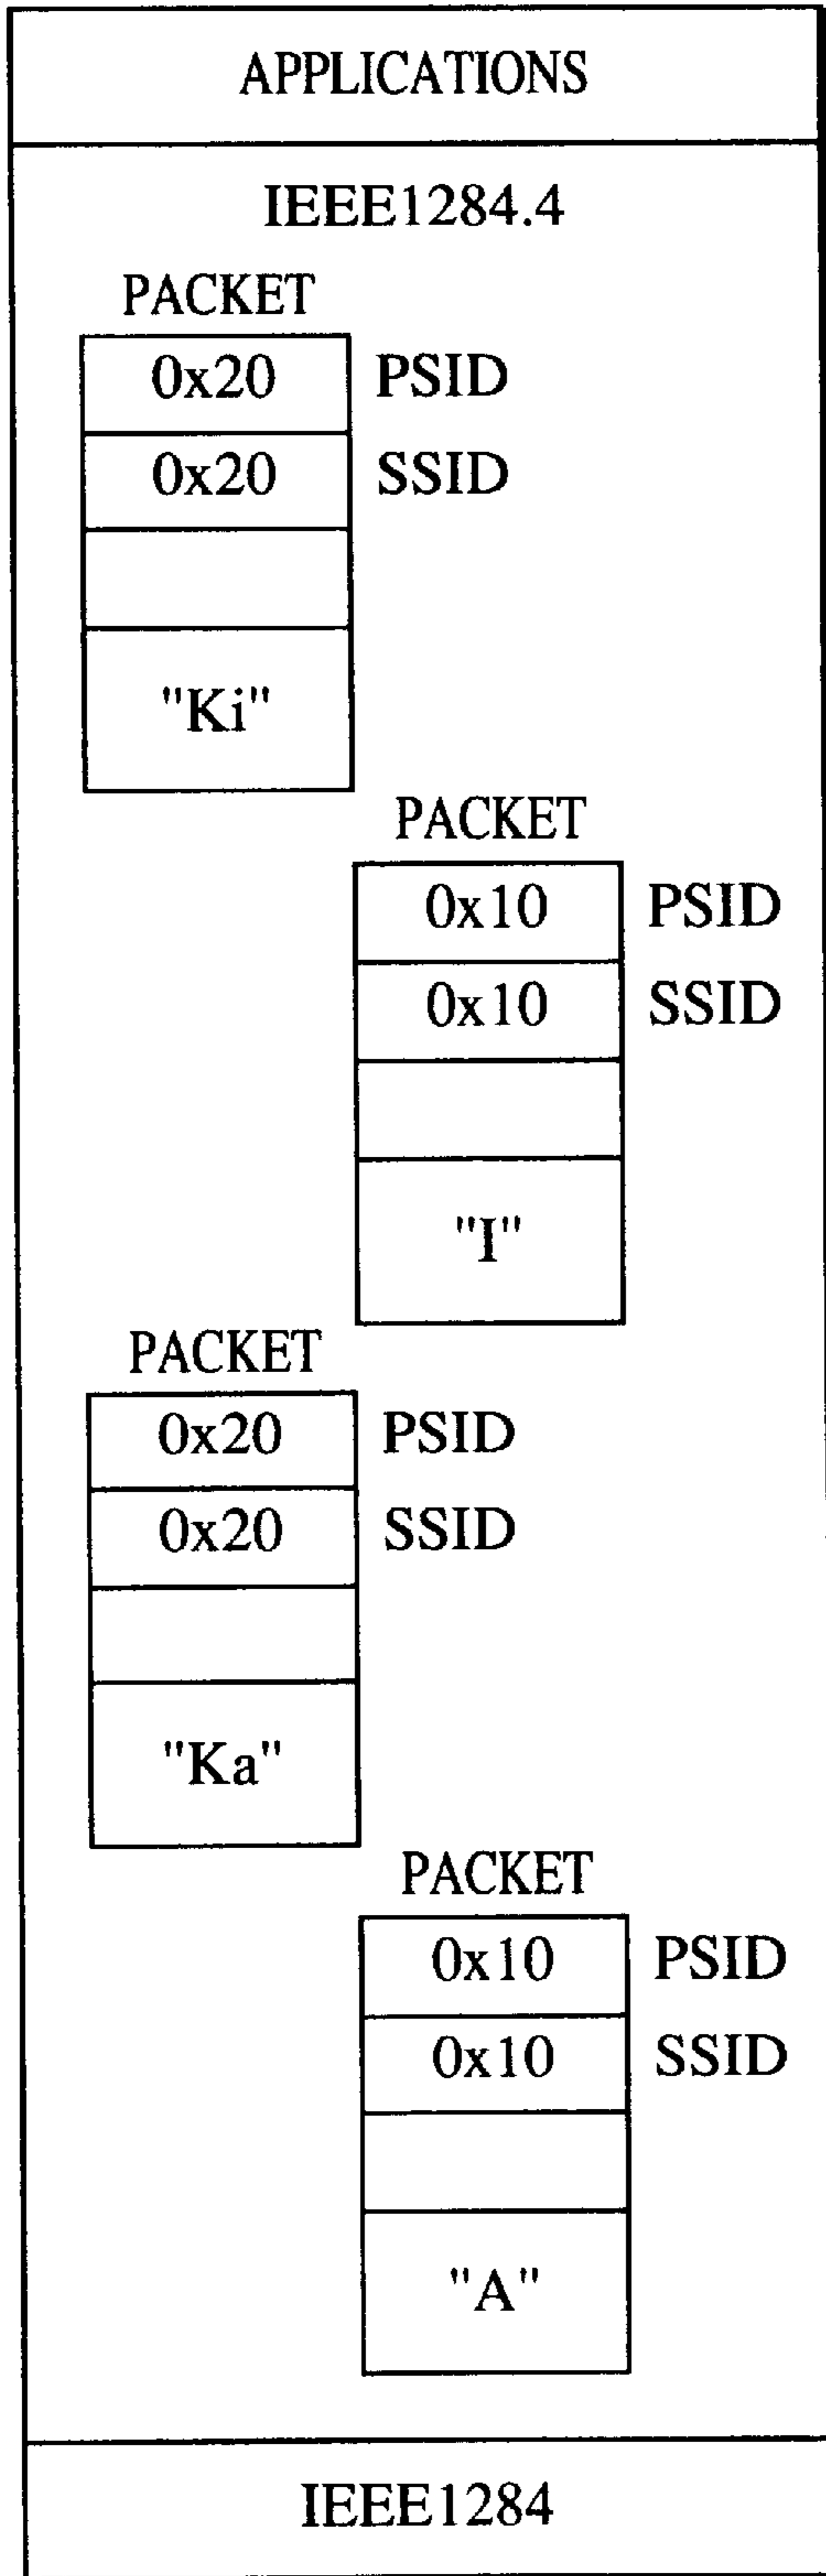 APPLICATIONS
IEEE1284.4
PACKET
0x20 PSID
0x20 SSID
"Ki"
PACKET
0x10 PSID
0x10 SSID
"I"
PACKET
0x20 PSID
0x20 SSID
"Ka"
PACKET
0x10 PSID
0x10 SSID
"A"
IEEE1284